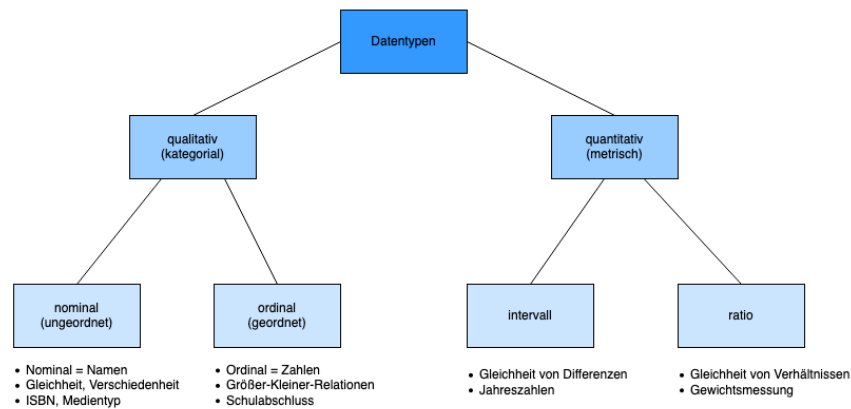 Datentypen
qualitativ
(kategorial)
quantitativ
(metrisch)
nominal
(ungeordnet)
ordinal
(geordnet)
intervall
ratio
• Nominal = Namen
• Gleichheit, Verschiedenheit
• ISBN, Medientyp
• Ordinal = Zahlen
• Größer-Kleiner-Relationen
• Schulabschluss
• Gleichheit von Differenzen
• Jahreszahlen
• Gleichheit von Verhältnissen
• Gewichtsmessung